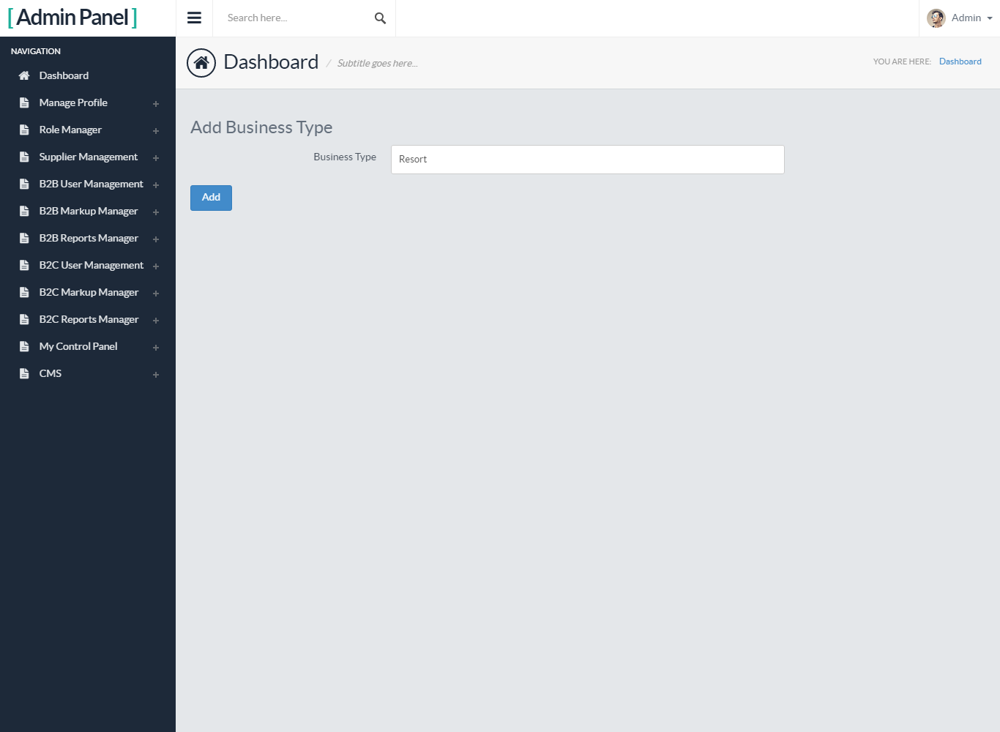 [ Admin Panel ]
Search here...
Admin
NAVIGATION
Dashboard
Manage Profile
Role Manager
Supplier Management
B2B User Management
B2B Markup Manager
B2B Reports Manager
B2C User Management
B2C Markup Manager
B2C Reports Manager
My Control Panel
CMS
Dashboard / Subtitle goes here...
YOU ARE HERE: Dashboard
Add Business Type
Business Type
Resort
Add